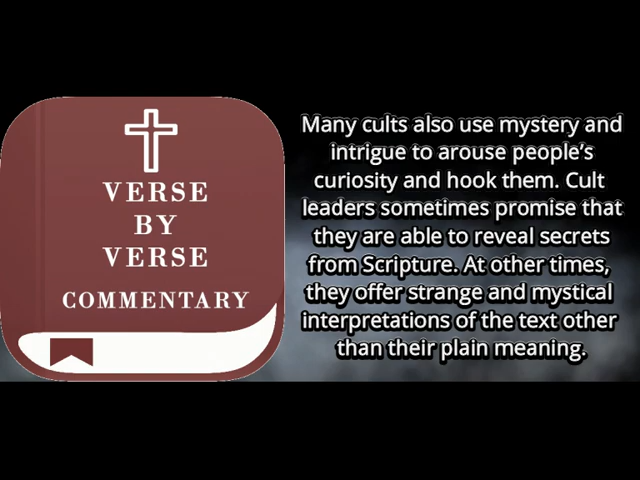 VERSE
BY
VERSE
COMMENTARY
Many cults also use mystery and
intrigue to arouse people’s
curiosity and hook them. Cult
leaders sometimes promise that
they are able to reveal secrets
from Scripture. At other times,
they offer strange and mystical
interpretations of the text other
than their plain meaning.